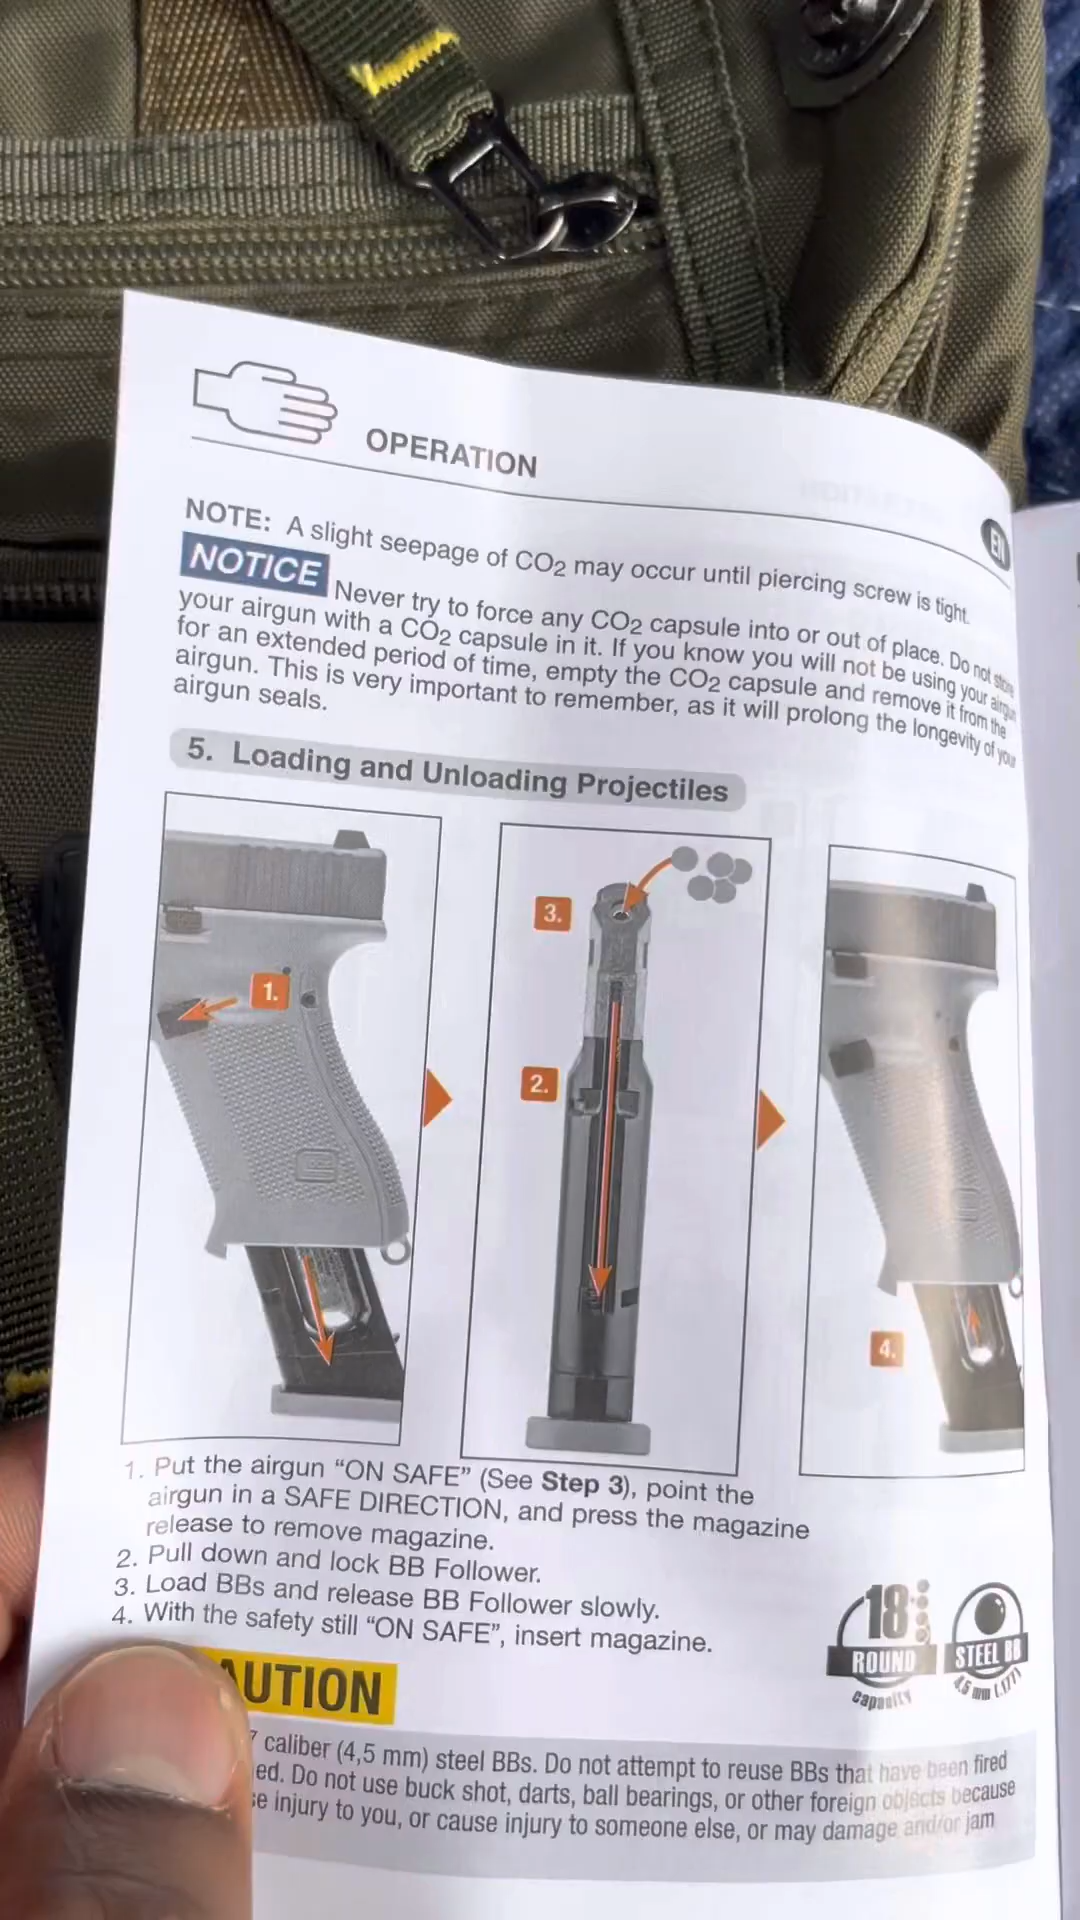 OPERATION
EN
NOTE: A slight seepage of CO2 may occur until piercing screw is tight.
NOTICE Never try to force any CO2 capsule into or out of place. Do not store
your airgun with a CO2 capsule in it. If you know you will not be using your airgun
for an extended period of time, empty the CO2 capsule and remove it from the
airgun. This is very important to remember, as it will prolong the longevity of your
airgun seals.
5. Loading and Unloading Projectiles
1.
3.
2.
4.
1. Put the airgun “ON SAFE” (See Step 3), point the
airgun in a SAFE DIRECTION, and press the magazine
release to remove magazine.
2. Pull down and lock BB Follower.
3. Load BBs and release BB Follower slowly.
4. With the safety still “ON SAFE”, insert magazine.
18
ROUND
capacity
STEEL BB
4.5 mm (.177)
AUTION
7 caliber (4,5 mm) steel BBs. Do not attempt to reuse BBs that have been fired
ed. Do not use buck shot, darts, ball bearings, or other foreign objects because
se injury to you, or cause injury to someone else, or may damage and/or jam